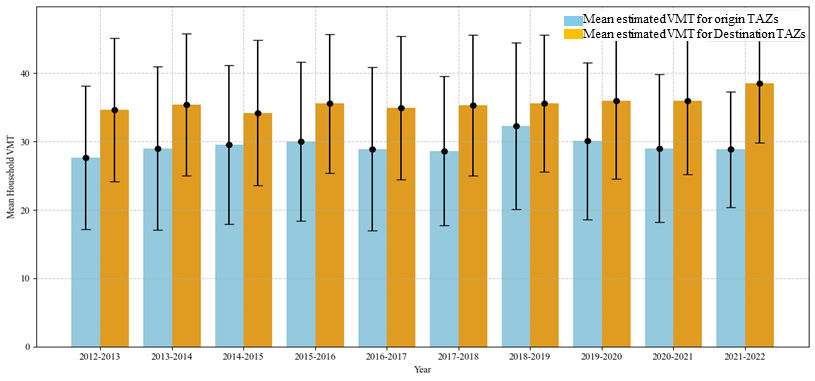 Mean estimated VMT for origin TAZs
Mean estimated VMT for Destination TAZs
Mean Household VMT
40
30
20
10
0
2012-2013 2013-2014 2014-2015 2015-2016 2016-2017 2017-2018 2018-2019 2019-2020 2020-2021 2021-2022
Year